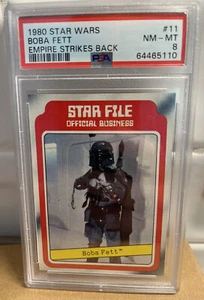 1980 STAR WARS #11
BOBA FETT NM - MT
EMPIRE STRIKES BACK 8
PSA 64465110
STAR FILE
OFFICIAL BUSINESS
Boba Fett™